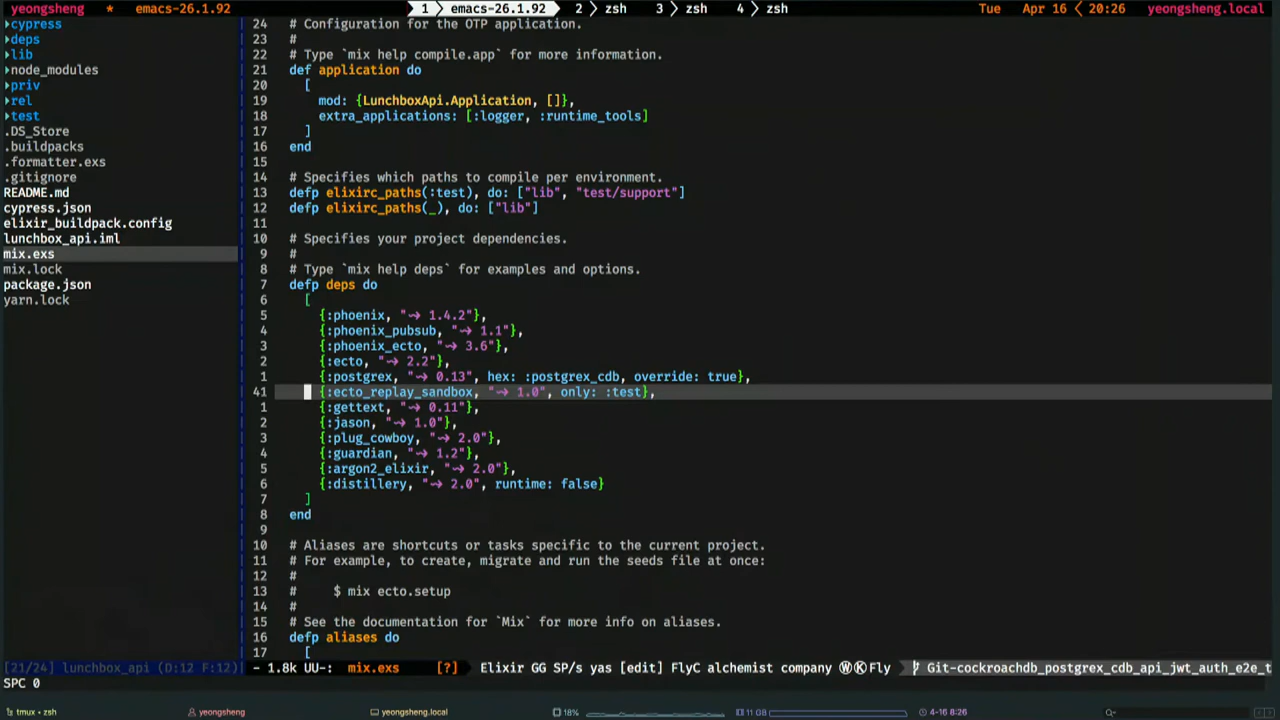 yeongsheng * emacs-26.1.92 1 emacs-26.1.92 2 zsh 3 zsh 4 zsh Tue Apr 16 20:26 yeongsheng.local
cypress
deps
lib
node_modules
priv
rel
test
.DS_Store
.buildpacks
.formatter.exs
.gitignore
README.md
cypress.json
elixir_buildpack.config
lunchbox_api.iml
mix.exs
mix.lock
package.json
yarn.lock
24 # Configuration for the OTP application.
23 #
22 # Type `mix help compile.app` for more information.
21 def application do
20 [
19 mod: {LunchboxApi.Application, []},
18 extra_applications: [:logger, :runtime_tools]
17 ]
16 end
15
14 # Specifies which paths to compile per environment.
13 defp elixirc_paths(:test), do: ["lib", "test/support"]
12 defp elixirc_paths(_), do: ["lib"]
11
10 # Specifies your project dependencies.
9 #
8 # Type `mix help deps` for examples and options.
7 defp deps do
6 [
5 {:phoenix, "~> 1.4.2"},
4 {:phoenix_pubsub, "~> 1.1"},
3 {:phoenix_ecto, "~> 3.6"},
2 {:ecto, "~> 2.2"},
1 {:postgrex, "~> 0.13", hex: :postgrex_cdb, override: true},
41 {:ecto_replay_sandbox, "~> 1.0", only: :test},
1 {:gettext, "~> 0.11"},
2 {:jason, "~> 1.0"},
3 {:plug_cowboy, "~> 2.0"},
4 {:guardian, "~> 1.2"},
5 {:argon2_elixir, "~> 2.0"},
6 {:distillery, "~> 2.0", runtime: false}
7 ]
8 end
9
10 # Aliases are shortcuts or tasks specific to the current project.
11 # For example, to create, migrate and run the seeds file at once:
12 #
13 # $ mix ecto.setup
14 #
15 # See the documentation for `Mix` for more info on aliases.
16 defp aliases do
17 [
[21/24] lunchbox_api (D:12 F:12) - 1.8k UU-: mix.exs [?] Elixir GG SP/s yas [edit] FlyC alchemist company ⓌⓀFly Git-cockroachdb_postgrex_cdb_api_jwt_auth_e2e_t
SPC 0
tmux • zsh yeongsheng yeongsheng.local 18% 11 GB 4-16 8:26